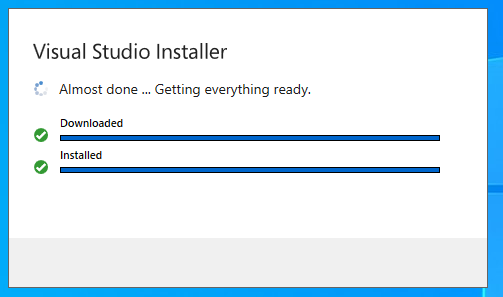 Visual Studio Installer
Almost done ... Getting everything ready.
Downloaded
Installed